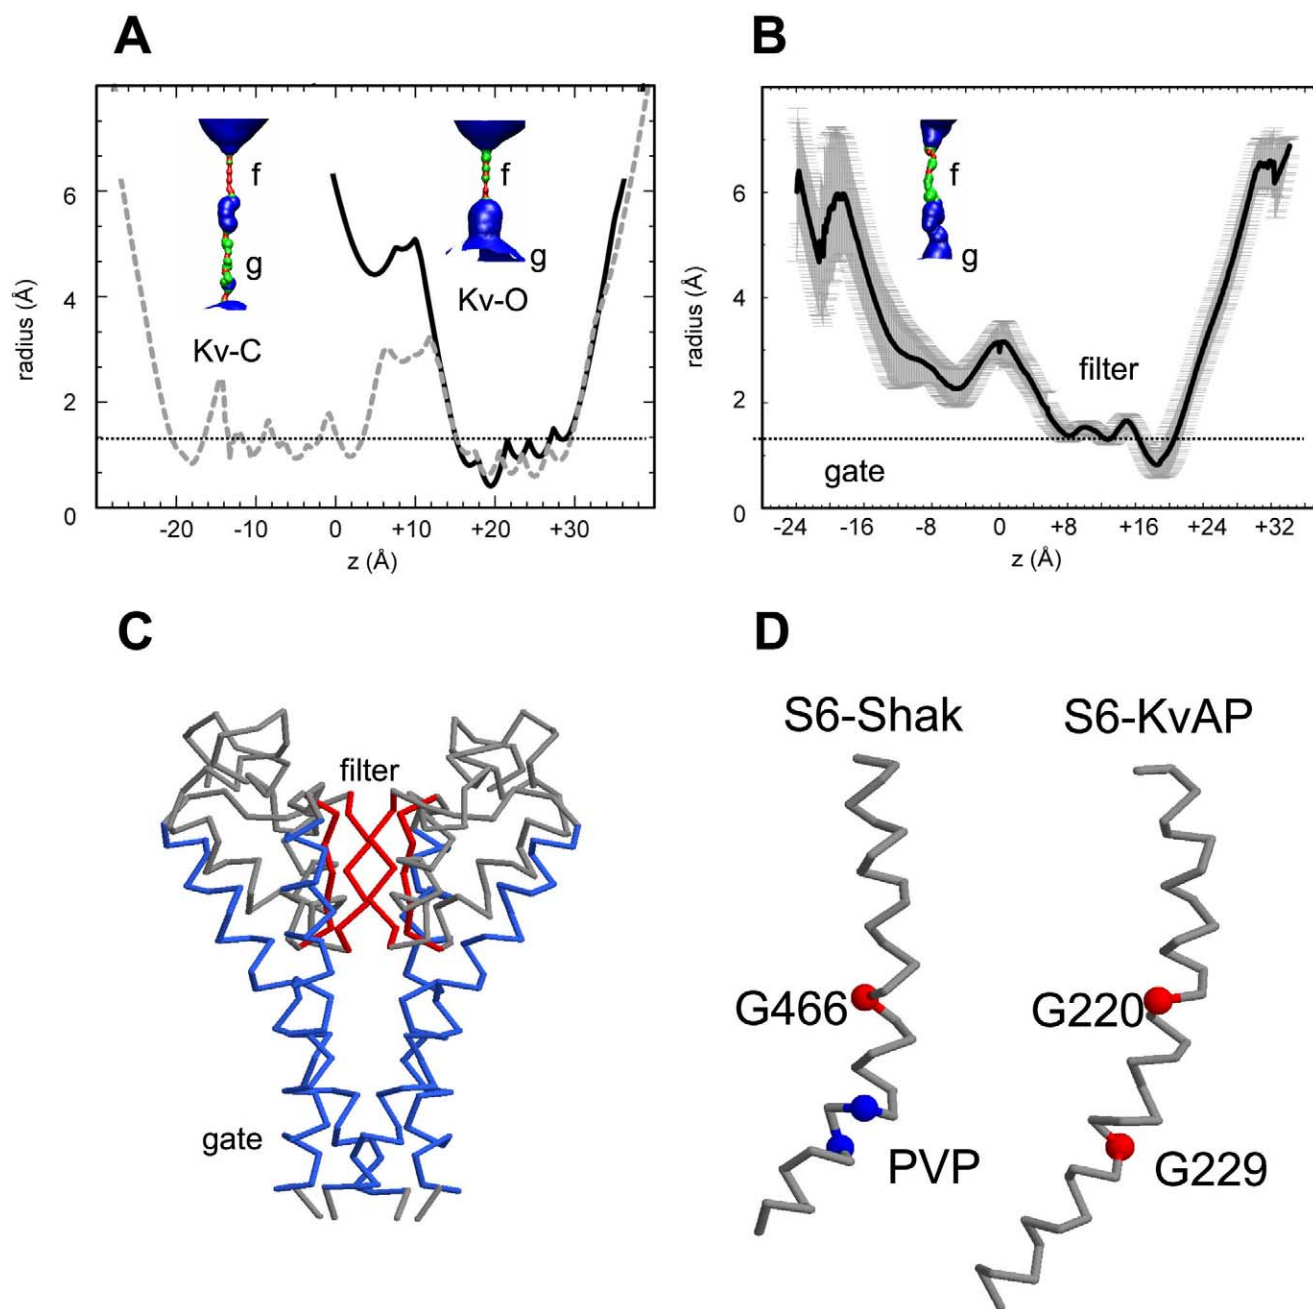 A
6
4
2
0
radius (Å)
f
g
Kv-C
f
g
Kv-O
-20 -10 0 +10 +20 +30
z (Å)
B
6
4
2
0
radius (Å)
f
g
filter
gate
-24 -16 -8 0 +8 +16 +24 +32
z (Å)
C
filter
gate
D
S6-Shak S6-KvAP
G466 G220
PVP G229